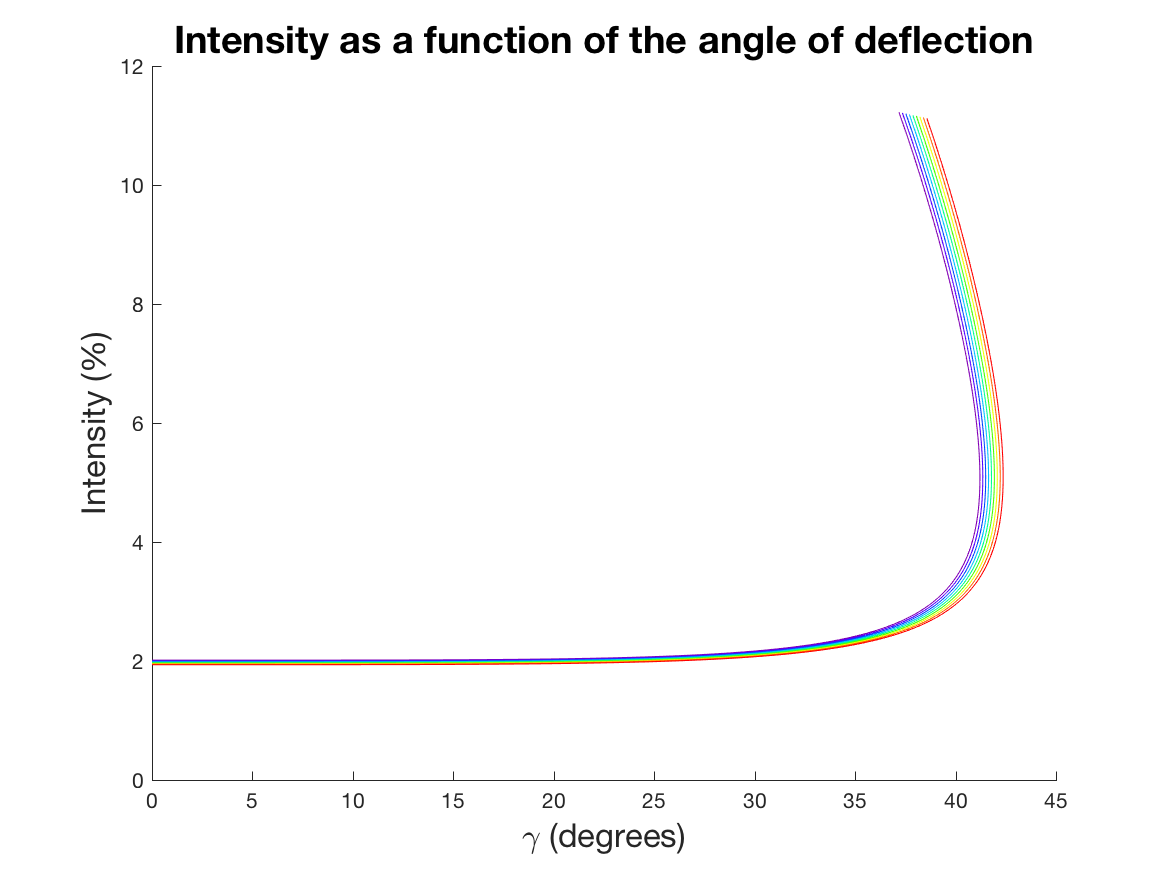 Intensity as a function of the angle of deflection
12
10
8
6
4
2
0
Intensity (%)
0 5 10 15 20 25 30 35 40 45
γ (degrees)